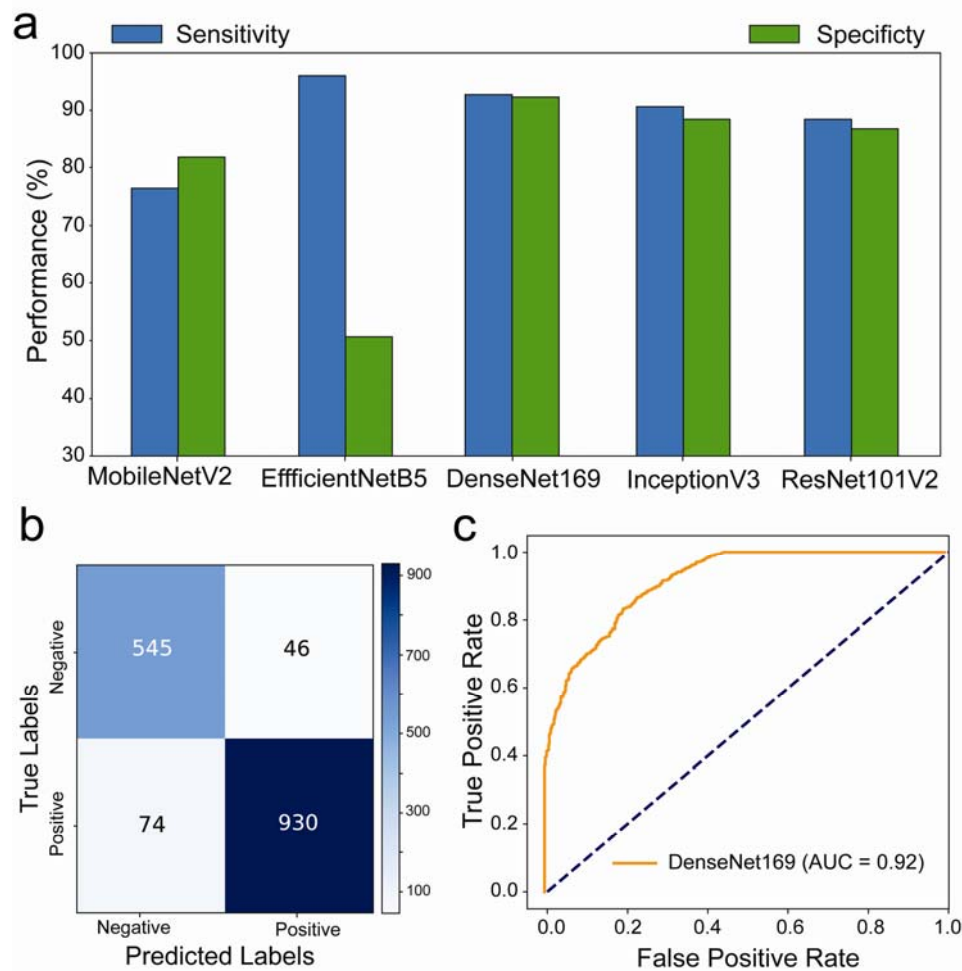 a
Sensitivity
Specificty
100
90
80
70
60
50
40
30
Performance (%)
MobileNetV2
EffficientNetB5
DenseNet169
InceptionV3
ResNet101V2
b
True Labels
Negative
Positive
545
46
74
930
Negative
Positive
Predicted Labels
900
700
500
300
100
c
True Positive Rate
1.0
0.8
0.6
0.4
0.2
0.0
DenseNet169 (AUC = 0.92)
0.0
0.2
0.4
0.6
0.8
1.0
False Positive Rate